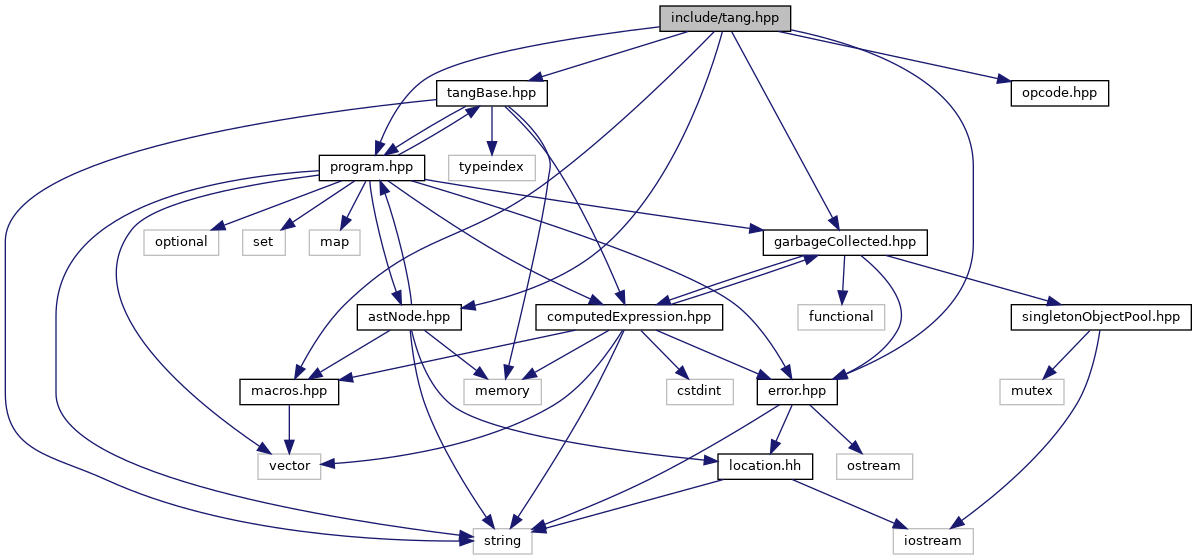 include/tang.hpp
tangBase.hpp
opcode.hpp
program.hpp
typeindex
optional
set
map
garbageCollected.hpp
astNode.hpp
computedExpression.hpp
functional
singletonObjectPool.hpp
macros.hpp
memory
cstdint
error.hpp
mutex
vector
location.hh
ostream
string
iostream